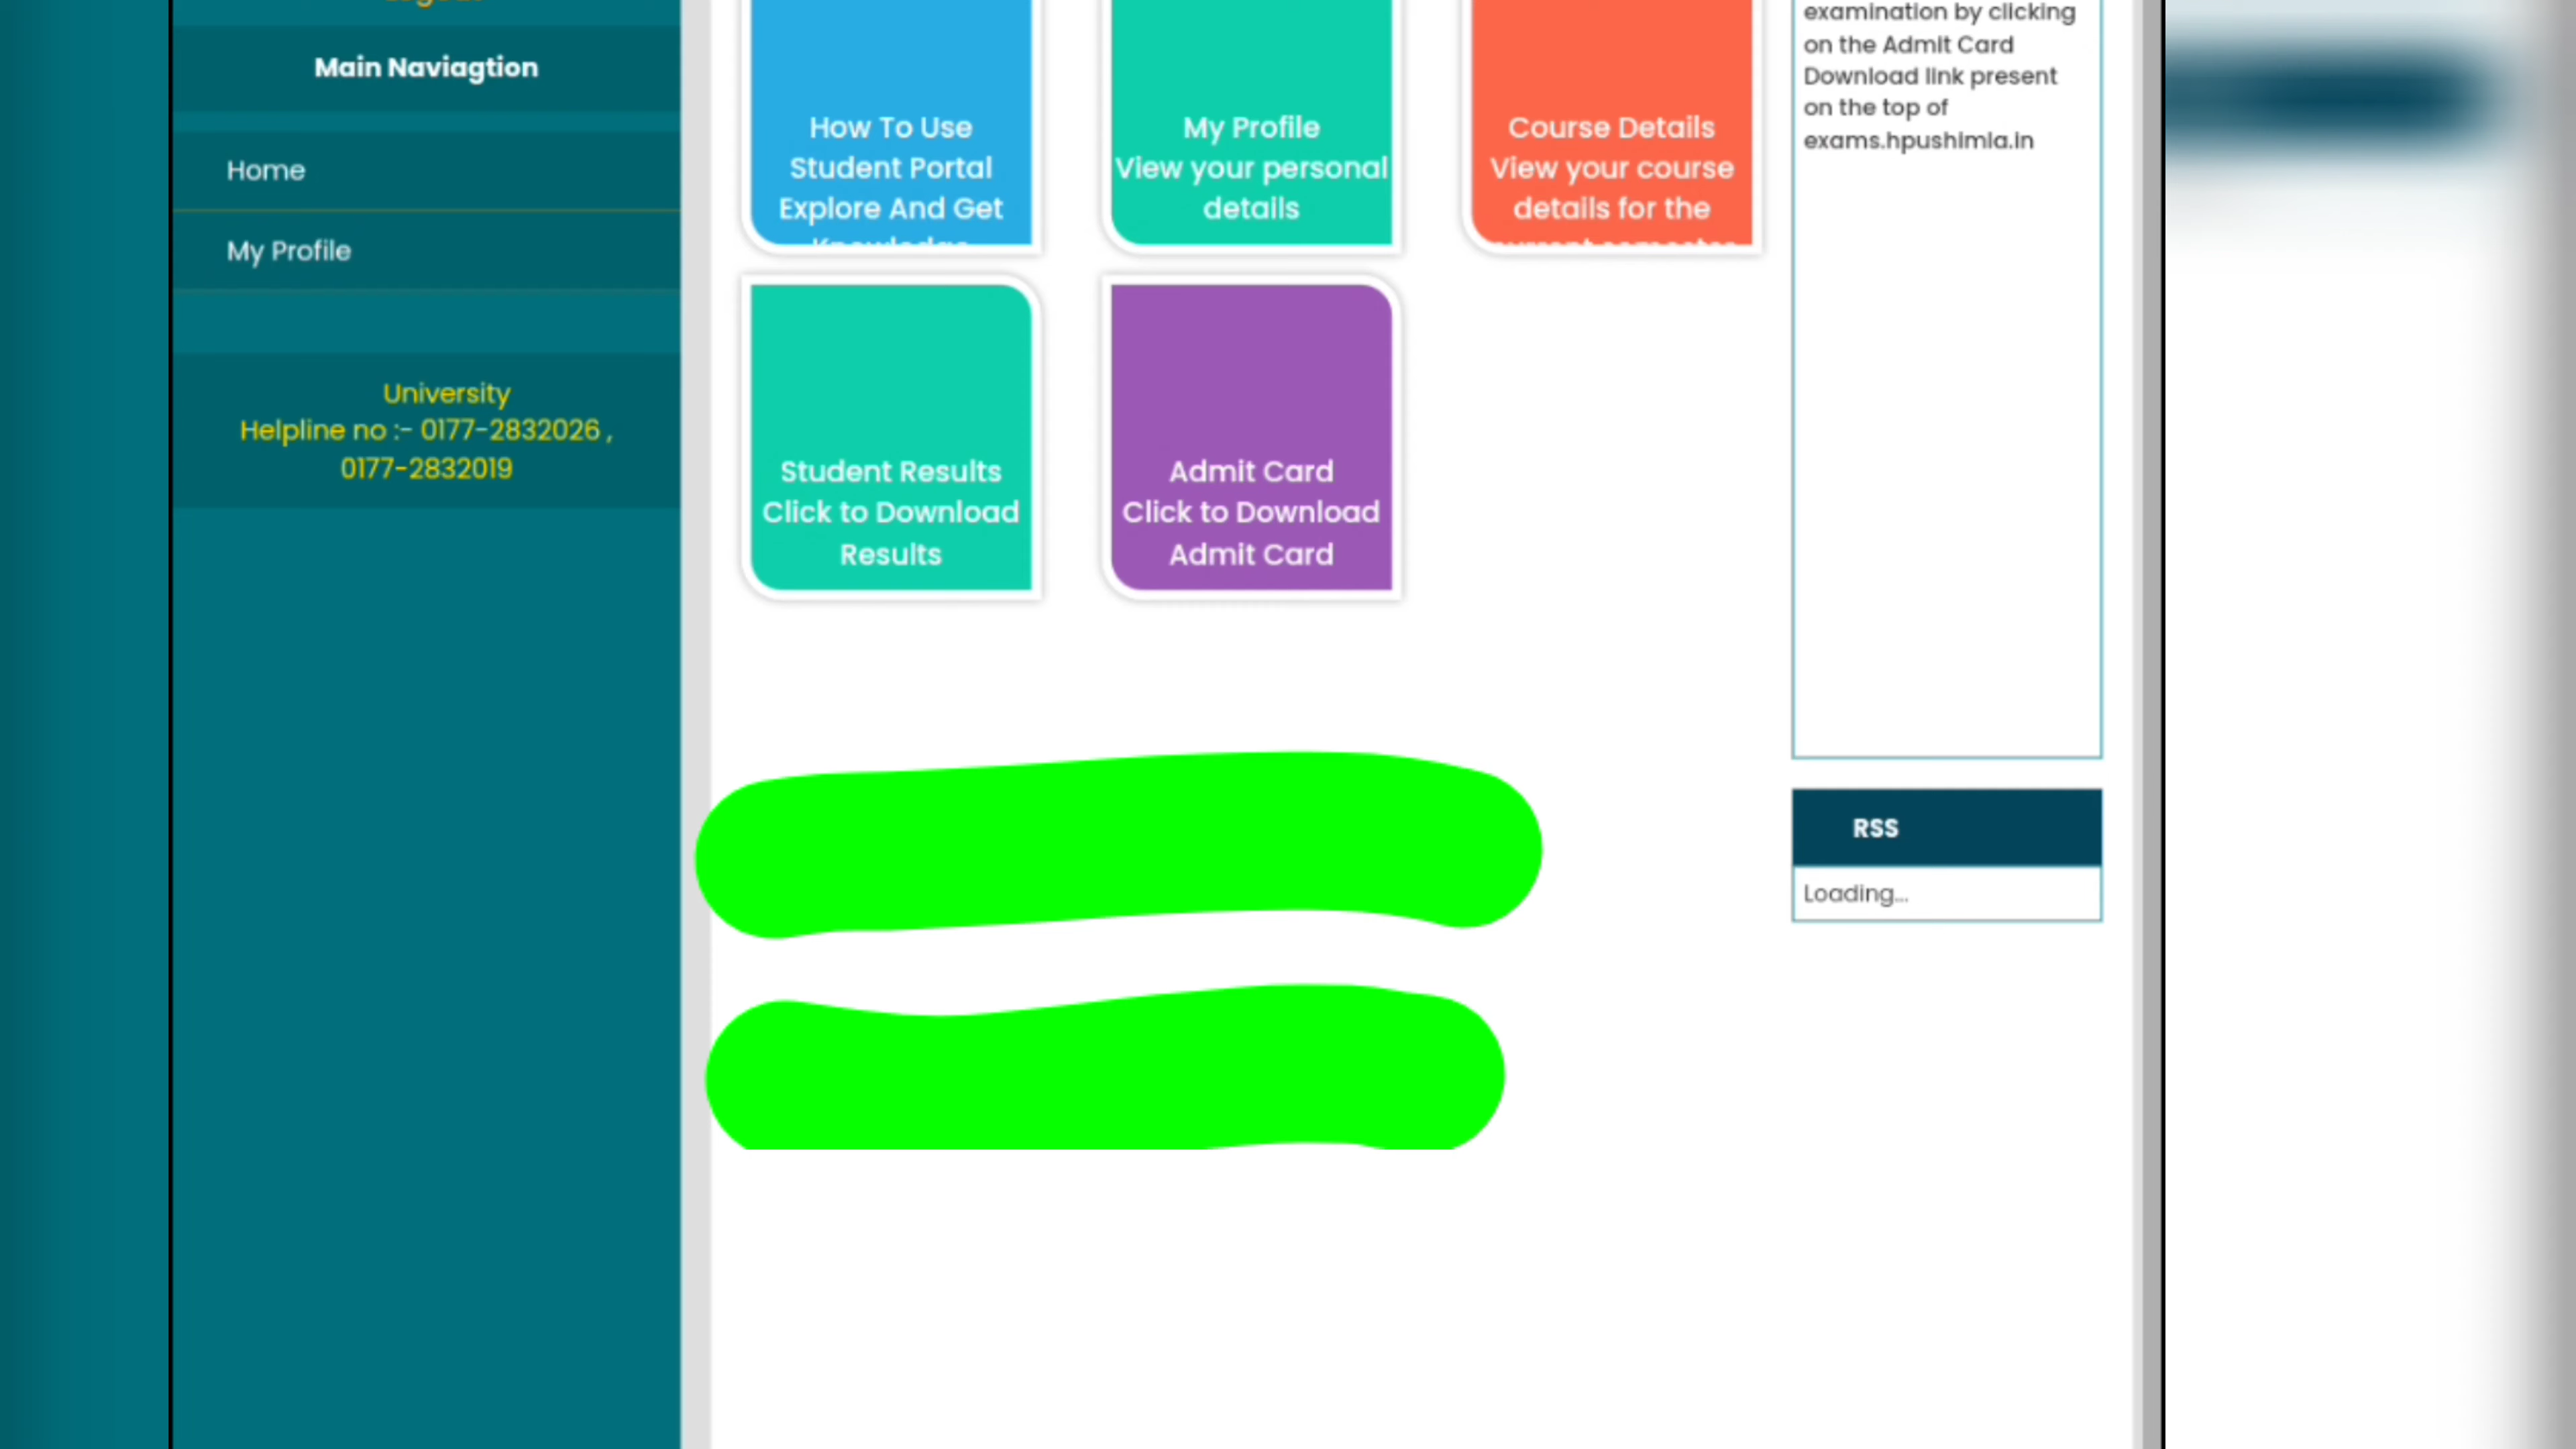 Main Naviagtion
Home
My Profile
University
Helpline no :- 0177-2832026 ,
0177-2832019
How To Use
Student Portal
Explore And Get
My Profile
View your personal
details
Course Details
View your course
details for the
Student Results
Click to Download
Results
Admit Card
Click to Download
Admit Card
examination by clicking
on the Admit Card
Download link present
on the top of
exams.hpushimla.in
RSS
Loading...